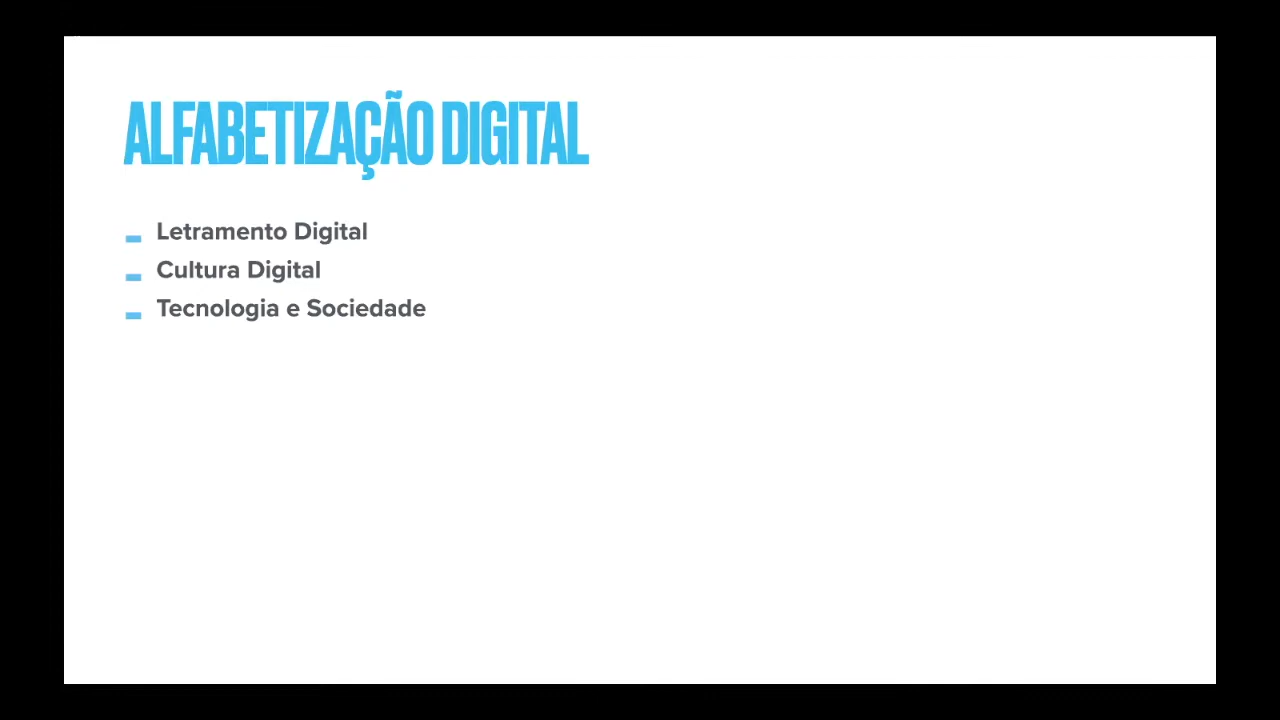 ALFABETIZAÇÃO DIGITAL
Letramento Digital
Cultura Digital
Tecnologia e Sociedade